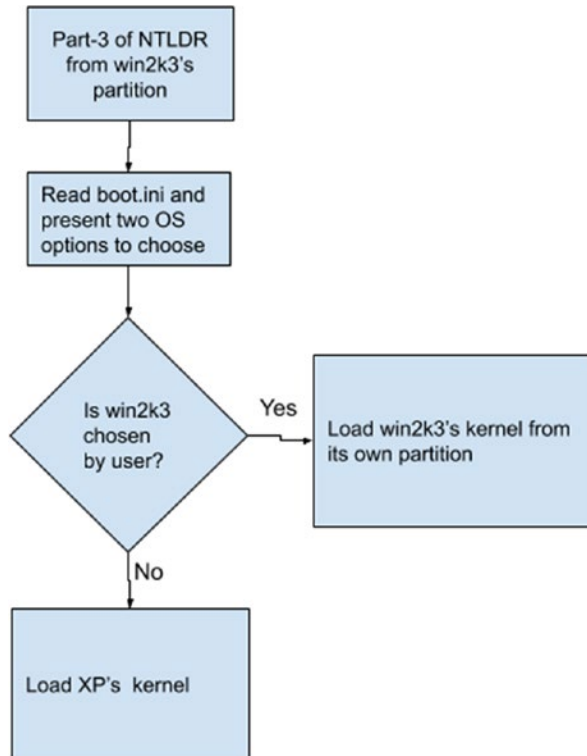 Part-3 of NTLDR
from win2k3's
partition
Read boot.ini and
present two OS
options to choose
Is win2k3
chosen
by user?
Yes
Load win2k3's kernel from
its own partition
No
Load XP's kernel